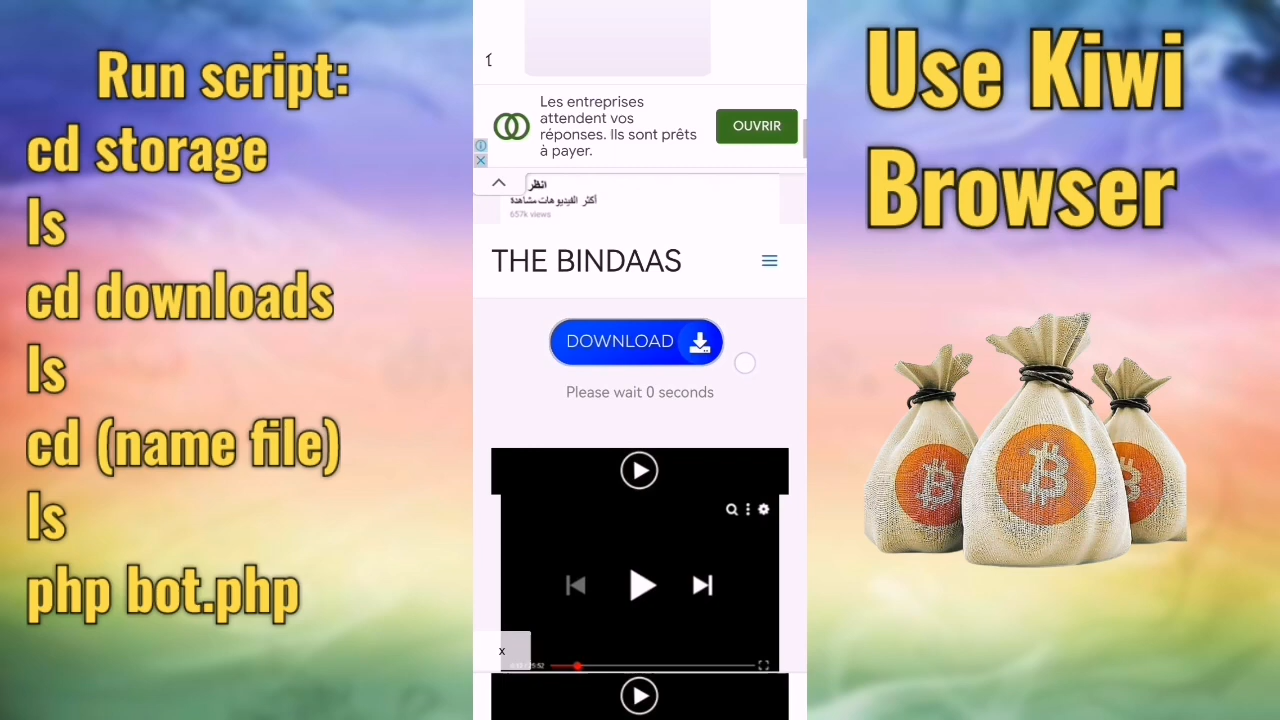 Run script:
cd storage
ls
cd downloads
ls
cd (name file)
ls
php bot.php
Les entreprises
attendent vos
réponses. Ils sont prêts
à payer.
OUVRIR
انظر
أكثر الفيديوهات مشاهدة
657k views
THE BINDAAS
DOWNLOAD
Please wait 0 seconds
x
Use Kiwi
Browser